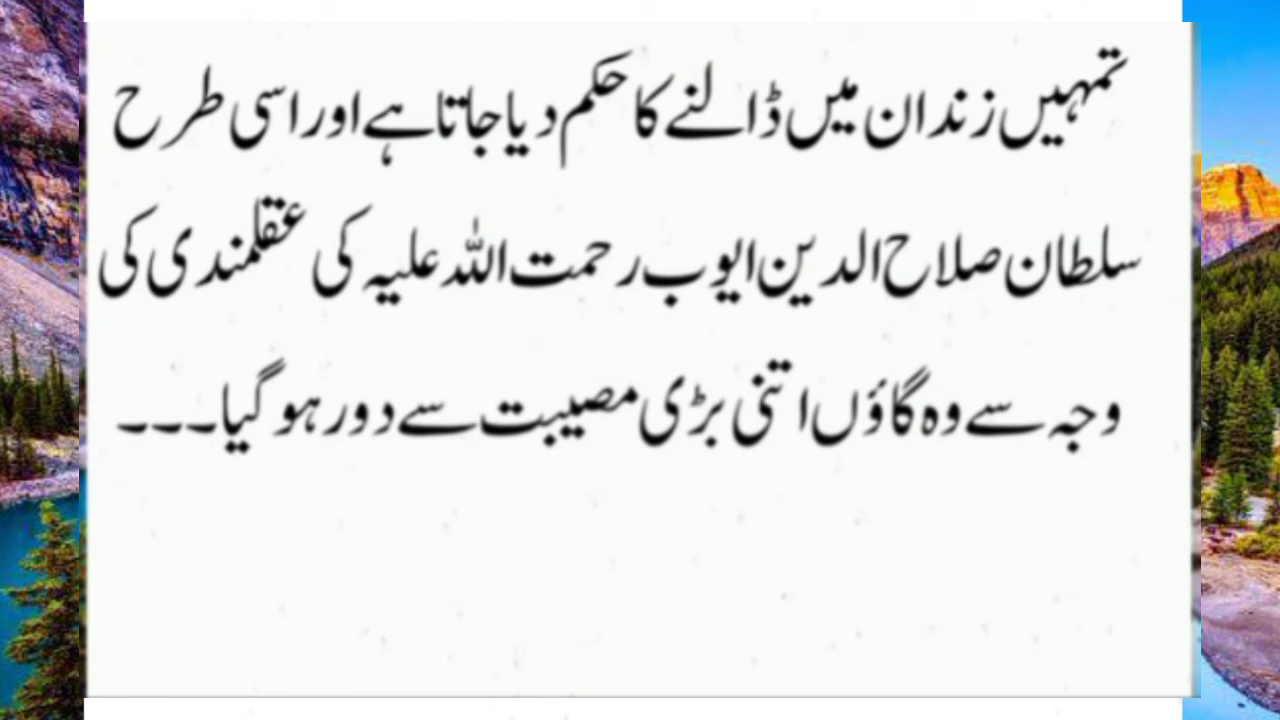 تمہیں زندان میں ڈالنے کا حکم دیا جاتا ہے اور اسی طرح
سلطان صلاح الدین ایوب رحمت اللہ علیہ کی عقلمندی کی
وجہ سے وہ گاؤں اتنی بڑی مصیبت سے دور ہو گیا۔۔۔